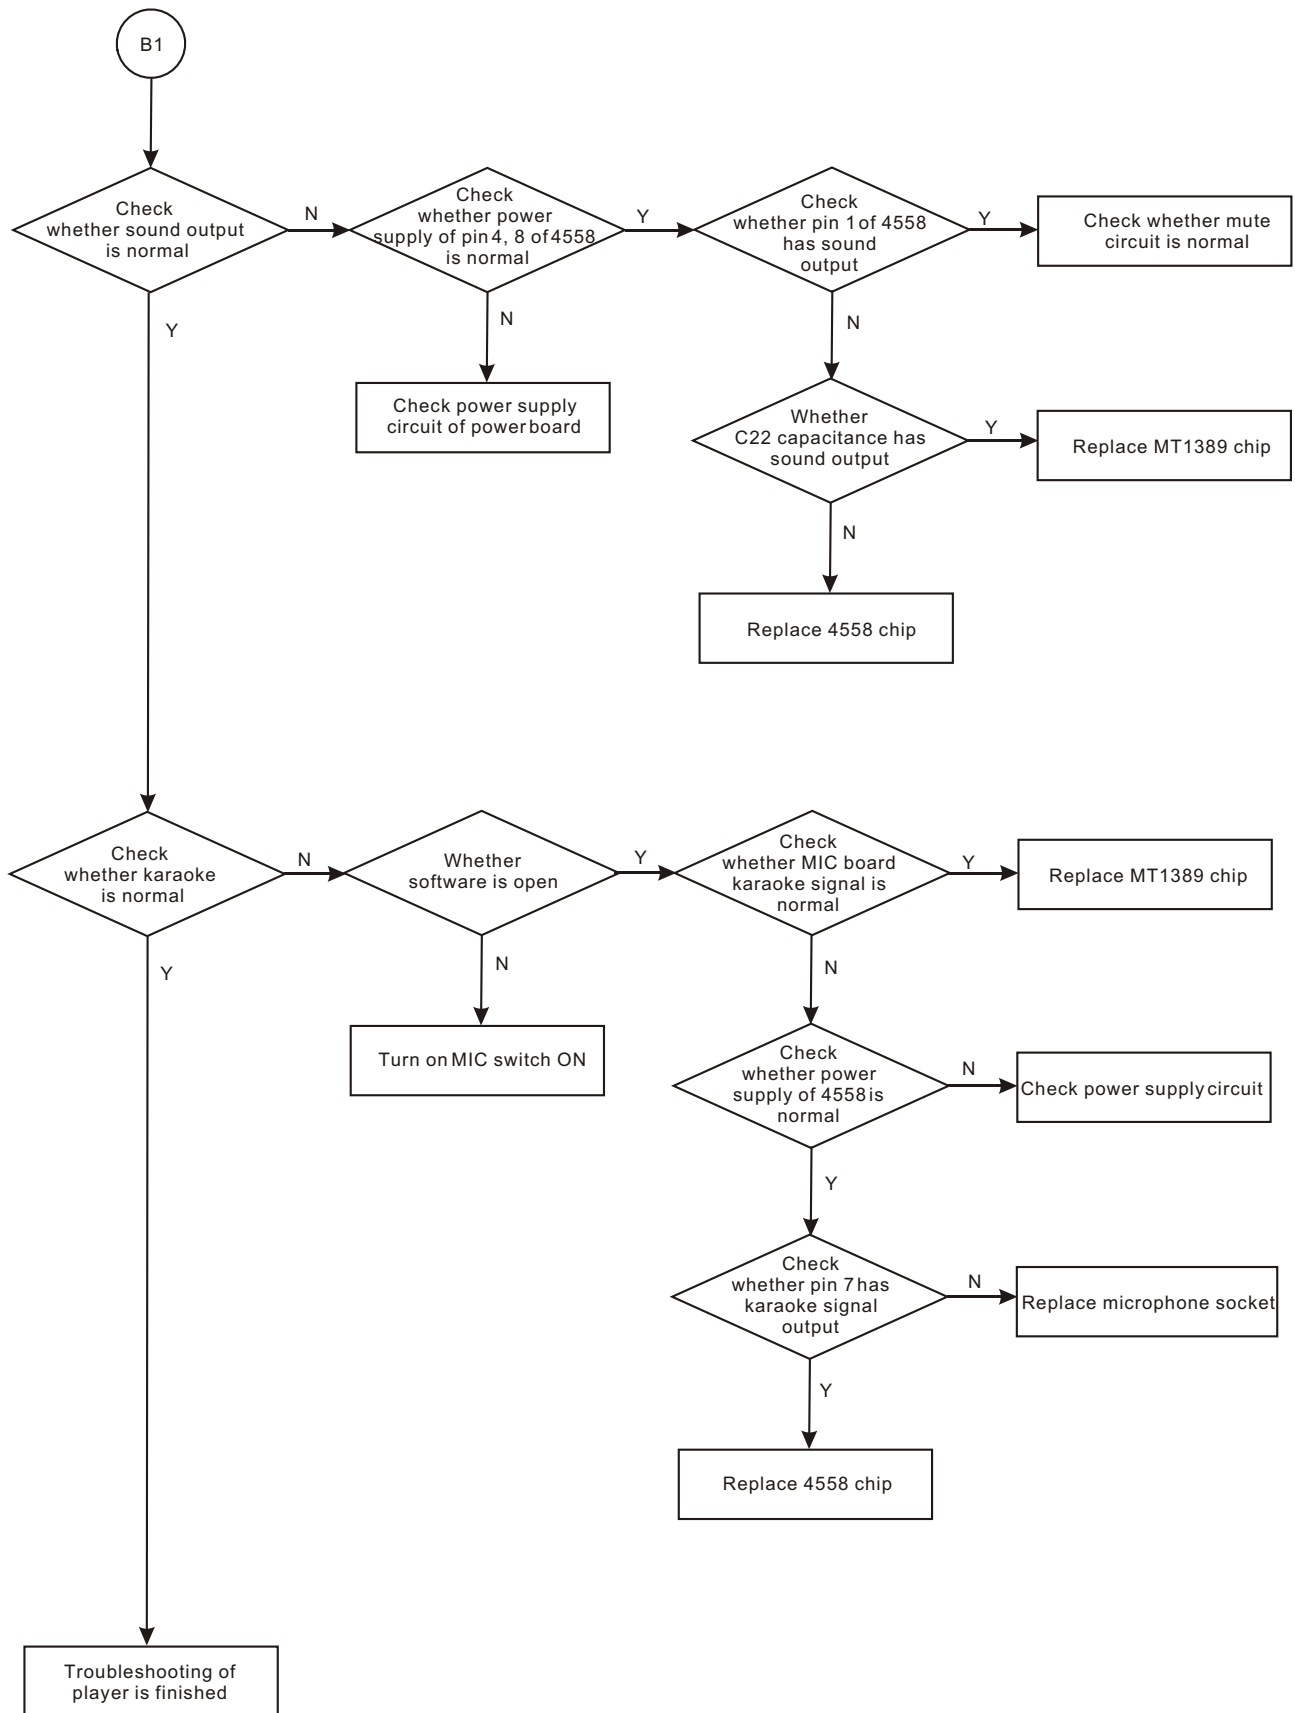 B1
Check
whether sound output
is normal
N
Check
whether power
supply of pin 4, 8 of 4558
is normal
Y
Check
whether pin 1 of 4558
has sound
output
Y
Check whether mute
circuit is normal
Y
N
N
Check power supply
circuit of power board
Whether
C22 capacitance has
sound output
Y
Replace MT1389 chip
N
Replace 4558 chip
Check
whether karaoke
is normal
N
Whether
software is open
Y
Check
whether MIC board
karaoke signal is
normal
Y
Replace MT1389 chip
Y
N
N
Turn on MIC switch ON
Check
whether power
supply of 4558 is
normal
N
Check power supply circuit
Y
Check
whether pin 7 has
karaoke signal
output
N
Replace microphone socket
Y
Replace 4558 chip
Troubleshooting of
player is finished